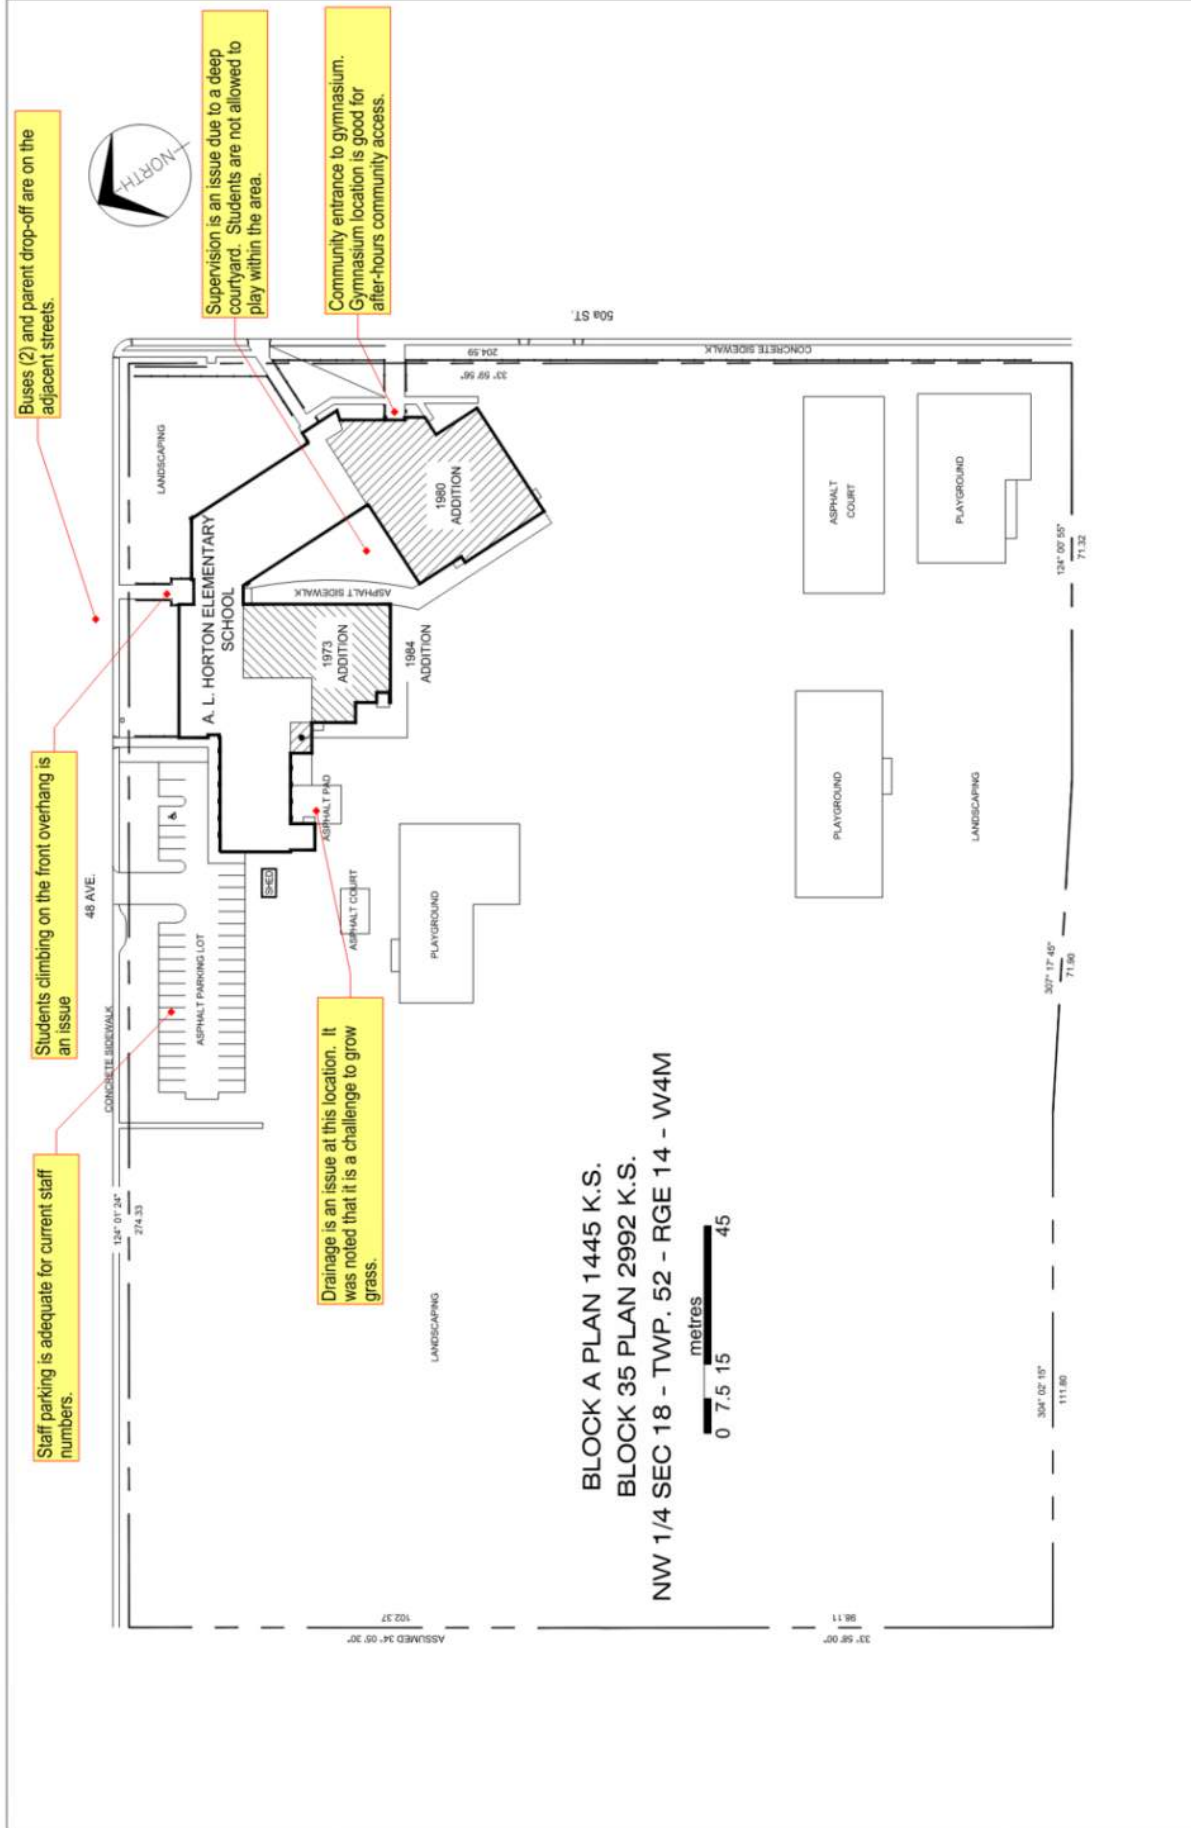 Buses (2) and parent drop-off are on the
adjacent streets.
Students climbing on the front overhang is
an issue
Staff parking is adequate for current staff
numbers.
Supervision is an issue due to a deep
courtyard. Students are not allowed to
play within the area.
Community entrance to gymnasium.
Gymnasium location is good for
after-hours community access.
Drainage is an issue at this location. It
was noted that it is a challenge to grow
grass.
NORTH
48 AVE.
CONCRETE SIDEWALK
124° 01' 24"
274.33
LANDSCAPING
A. L. HORTON ELEMENTARY
SCHOOL
ASPHALT PARKING LOT
SHED
1973
ADDITION
1984
ADDITION
1980
ADDITION
ASPHALT SIDEWALK
ASPHALT PAD
ASPHALT COURT
PLAYGROUND
50a ST.
CONCRETE SIDEWALK
204.59
33° 59' 56"
ASPHALT
COURT
PLAYGROUND
PLAYGROUND
LANDSCAPING
LANDSCAPING
124° 00' 55"
71.32
307° 17' 45"
71.90
304° 02' 15"
111.80
102.37
ASSUMED 34° 05' 30"
98.11
33° 58' 00"
BLOCK A PLAN 1445 K.S.
BLOCK 35 PLAN 2992 K.S.
NW 1/4 SEC 18 - TWP. 52 - RGE 14 - W4M
metres
0 7.5 15 45